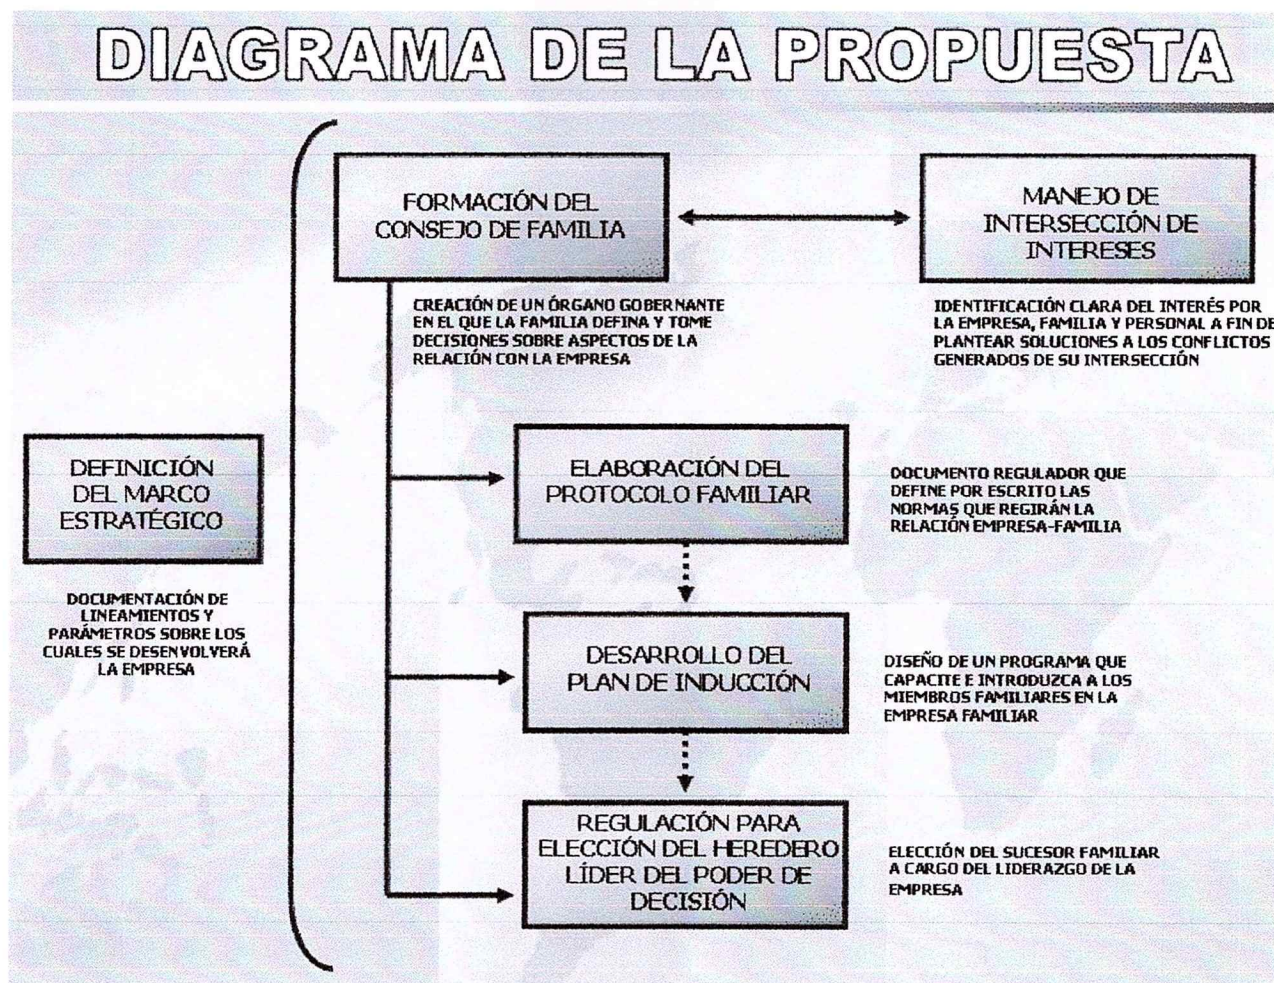 DIAGRAMA DE LA PROPUESTA
FORMACIÓN DEL
CONSEJO DE FAMILIA
MANEJO DE
INTERSECCIÓN DE
INTERESES
CREACIÓN DE UN ÓRGANO GOBERNANTE
EN EL QUE LA FAMILIA DEFINA Y TOME
DECISIONES SOBRE ASPECTOS DE LA
RELACIÓN CON LA EMPRESA
IDENTIFICACIÓN CLARA DEL INTERÉS POR
LA EMPRESA, FAMILIA Y PERSONAL A FIN DE
PLANTEAR SOLUCIONES A LOS CONFLICTOS
GENERADOS DE SU INTERSECCIÓN
DEFINICIÓN
DEL MARCO
ESTRATÉGICO
DOCUMENTACIÓN DE
LINEAMIENTOS Y
PARÁMETROS SOBRE LOS
CUALES SE DESENVOLVERÁ
LA EMPRESA
ELABORACIÓN DEL
PROTOCOLO FAMILIAR
DOCUMENTO REGULADOR QUE
DEFINE POR ESCRITO LAS
NORMAS QUE REGIRÁN LA
RELACIÓN EMPRESA-FAMILIA
DESARROLLO DEL
PLAN DE INDUCCIÓN
DISEÑO DE UN PROGRAMA QUE
CAPACITE E INTRODUZCA A LOS
MIEMBROS FAMILIARES EN LA
EMPRESA FAMILIAR
REGULACIÓN PARA
ELECCIÓN DEL HEREDERO
LÍDER DEL PODER DE
DECISIÓN
ELECCIÓN DEL SUCESOR FAMILIAR
A CARGO DEL LIDERAZGO DE LA
EMPRESA